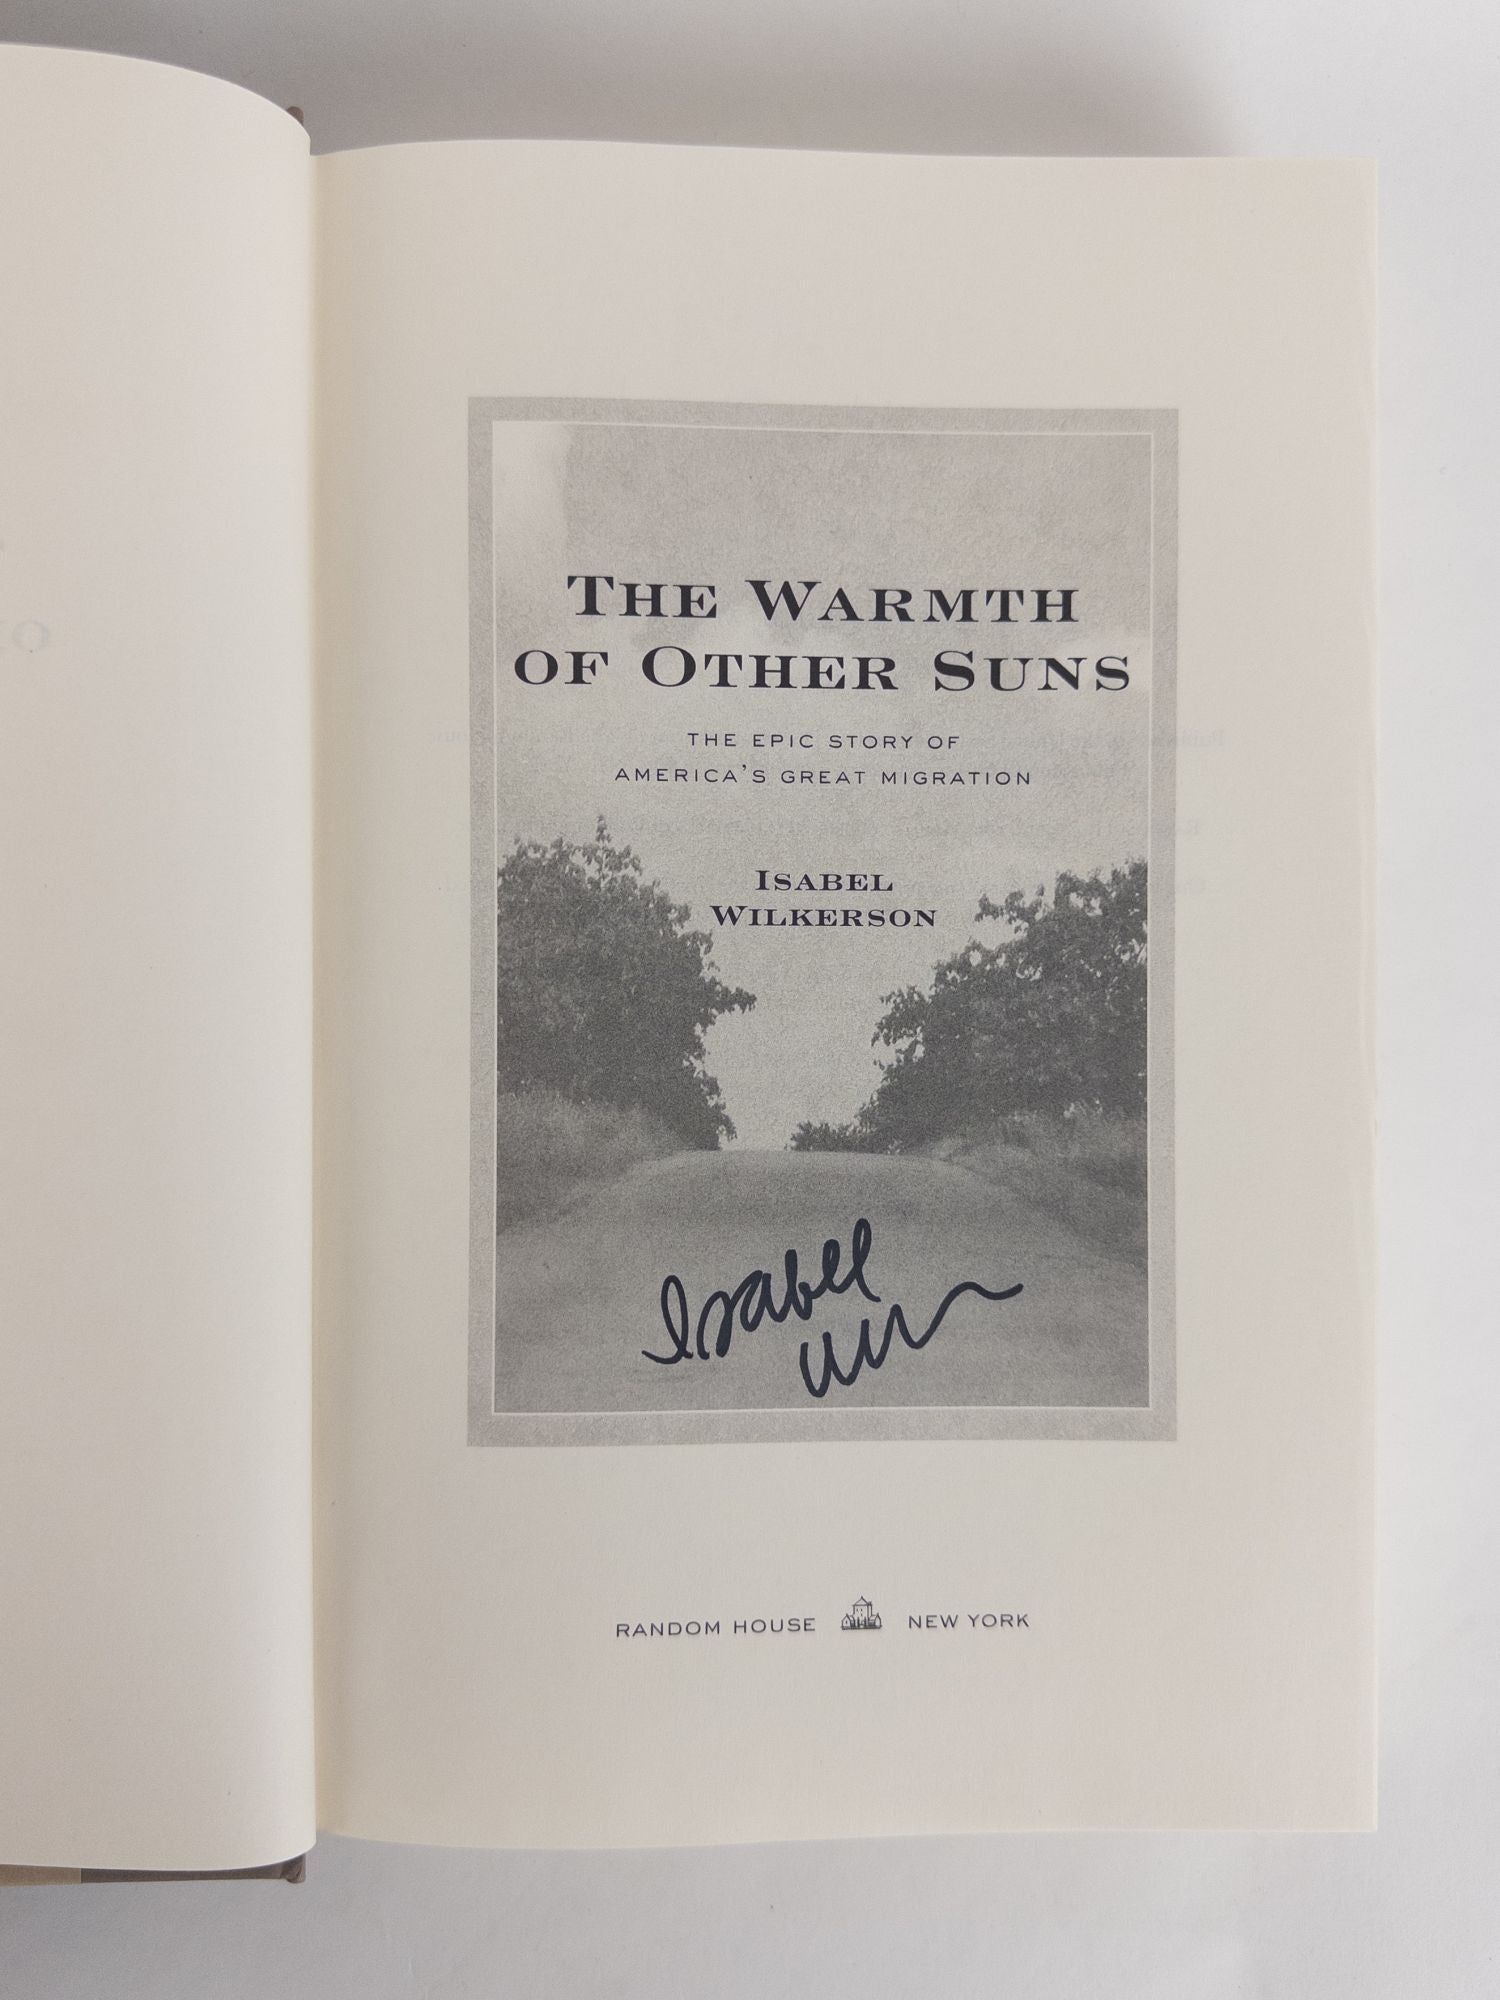 THE WARMTH
OF OTHER SUNS
THE EPIC STORY OF
AMERICA'S GREAT MIGRATION
ISABEL
WILKERSON
Isabel
RANDOM HOUSE NEW YORK